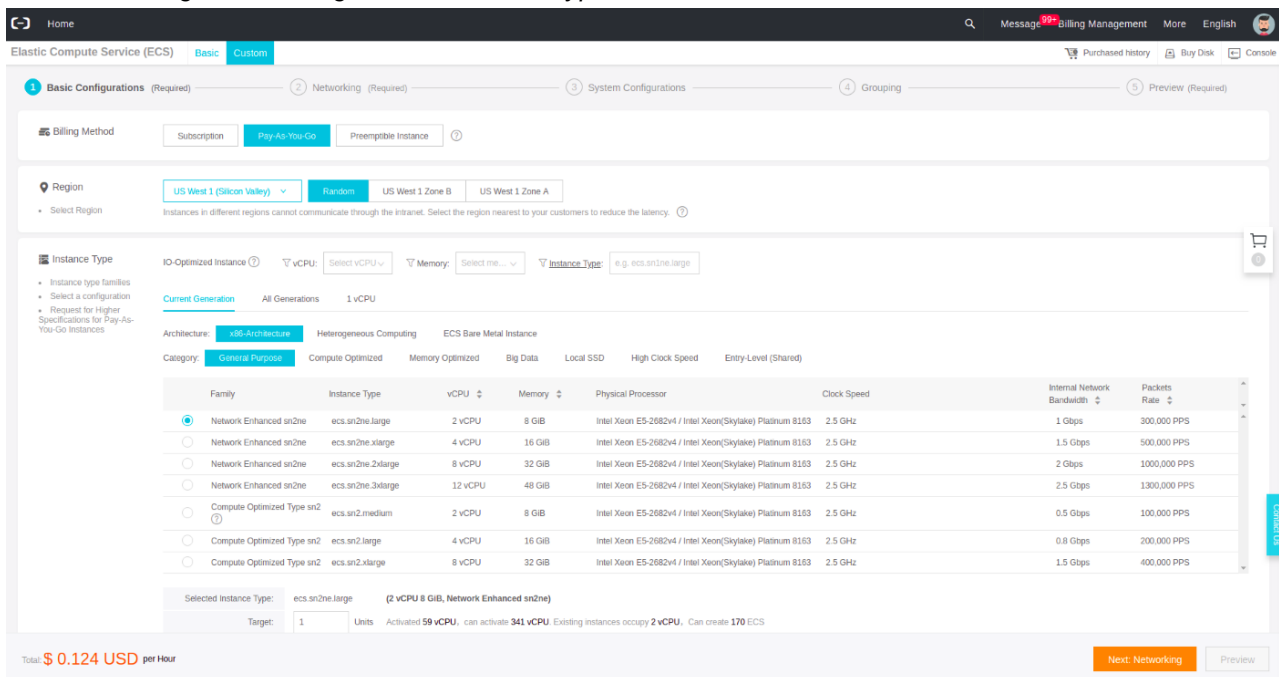 Home
Message 99+ Billing Management More English
Elastic Compute Service (ECS) Basic Custom
Purchased history Buy Disk Console
1 Basic Configurations (Required) 2 Networking (Required) 3 System Configurations 4 Grouping 5 Preview (Required)
Billing Method Subscription Pay-As-You-Go Preemptible Instance ?
Region US West 1 (Silicon Valley) Random US West 1 Zone B US West 1 Zone A
Select Region Instances in different regions cannot communicate through the intranet. Select the region nearest to your customers to reduce the latency. ?
0
Instance Type
Instance type families
Select a configuration
Request for Higher
Specifications for Pay-As-
You-Go Instances
IO-Optimized Instance ? vCPU: Select vCPU Memory: Select me... Instance Type: e.g. ecs.sn1ne.large
Current Generation All Generations 1 vCPU
Architecture: x86-Architecture Heterogeneous Computing ECS Bare Metal Instance
Category: General Purpose Compute Optimized Memory Optimized Big Data Local SSD High Clock Speed Entry-Level (Shared)
Family Instance Type vCPU Memory Physical Processor Clock Speed Internal Network Bandwidth Packets Rate
Network Enhanced sn2ne ecs.sn2ne.large 2 vCPU 8 GiB Intel Xeon E5-2682v4 / Intel Xeon(Skylake) Platinum 8163 2.5 GHz 1 Gbps 300,000 PPS
Network Enhanced sn2ne ecs.sn2ne.xlarge 4 vCPU 16 GiB Intel Xeon E5-2682v4 / Intel Xeon(Skylake) Platinum 8163 2.5 GHz 1.5 Gbps 500,000 PPS
Network Enhanced sn2ne ecs.sn2ne.2xlarge 8 vCPU 32 GiB Intel Xeon E5-2682v4 / Intel Xeon(Skylake) Platinum 8163 2.5 GHz 2 Gbps 1000,000 PPS
Network Enhanced sn2ne ecs.sn2ne.3xlarge 12 vCPU 48 GiB Intel Xeon E5-2682v4 / Intel Xeon(Skylake) Platinum 8163 2.5 GHz 2.5 Gbps 1300,000 PPS
Compute Optimized Type sn2 ? ecs.sn2.medium 2 vCPU 8 GiB Intel Xeon E5-2682v4 / Intel Xeon(Skylake) Platinum 8163 2.5 GHz 0.5 Gbps 100,000 PPS
Compute Optimized Type sn2 ecs.sn2.large 4 vCPU 16 GiB Intel Xeon E5-2682v4 / Intel Xeon(Skylake) Platinum 8163 2.5 GHz 0.8 Gbps 200,000 PPS
Compute Optimized Type sn2 ecs.sn2.xlarge 8 vCPU 32 GiB Intel Xeon E5-2682v4 / Intel Xeon(Skylake) Platinum 8163 2.5 GHz 1.5 Gbps 400,000 PPS
Contact Us
Selected Instance Type: ecs.sn2ne.large (2 vCPU 8 GiB, Network Enhanced sn2ne)
Target: 1 Units Activated 59 vCPU, can activate 341 vCPU. Existing instances occupy 2 vCPU, Can create 170 ECS
Total: $ 0.124 USD per Hour Next: Networking Preview